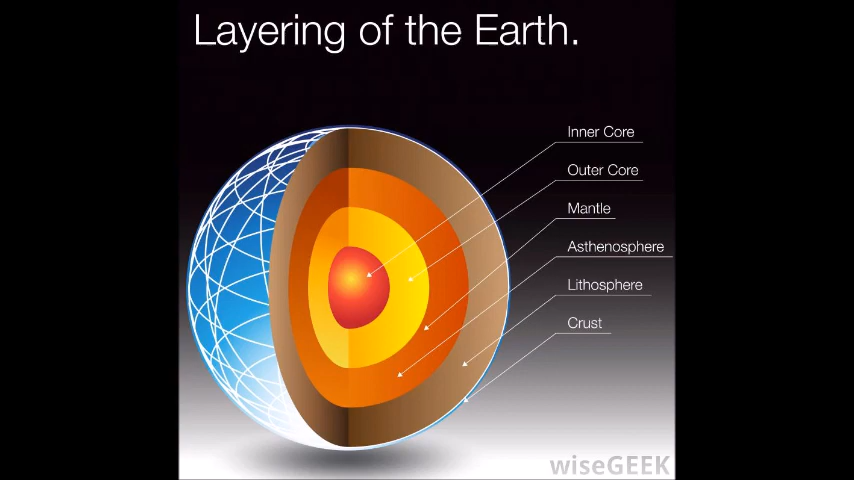 Layering of the Earth.
Inner Core
Outer Core
Mantle
Asthenosphere
Lithosphere
Crust
wiseGEEK